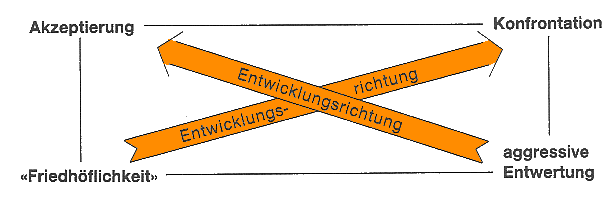 Akzeptierung
Konfrontation
Entwicklungsrichtung
Entwicklungs- richtung
«Friedhöflichkeit»
aggressive
Entwertung